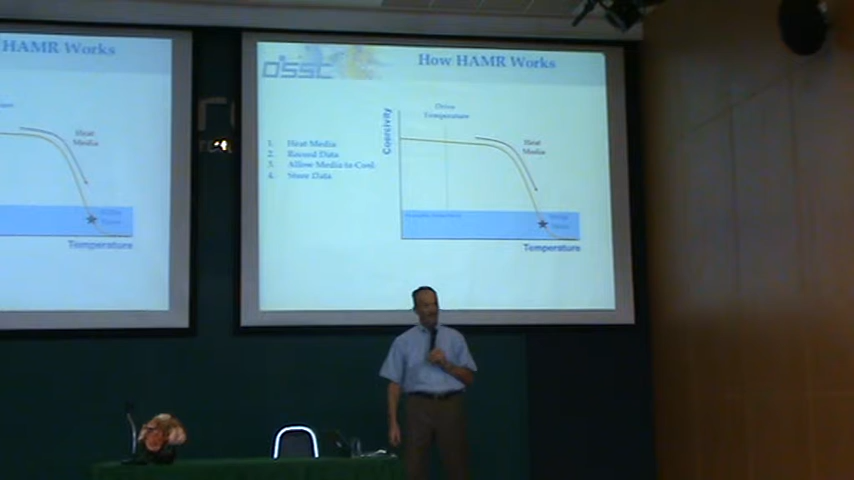 HAMR Works
Heat
Media
Temperature
How HAMR Works
DSSC
Drive
Temperature
Coercivity
1. Heat Media
2. Record Data
3. Allow Media to Cool
4. Store Data
Heat
Media
Temperature